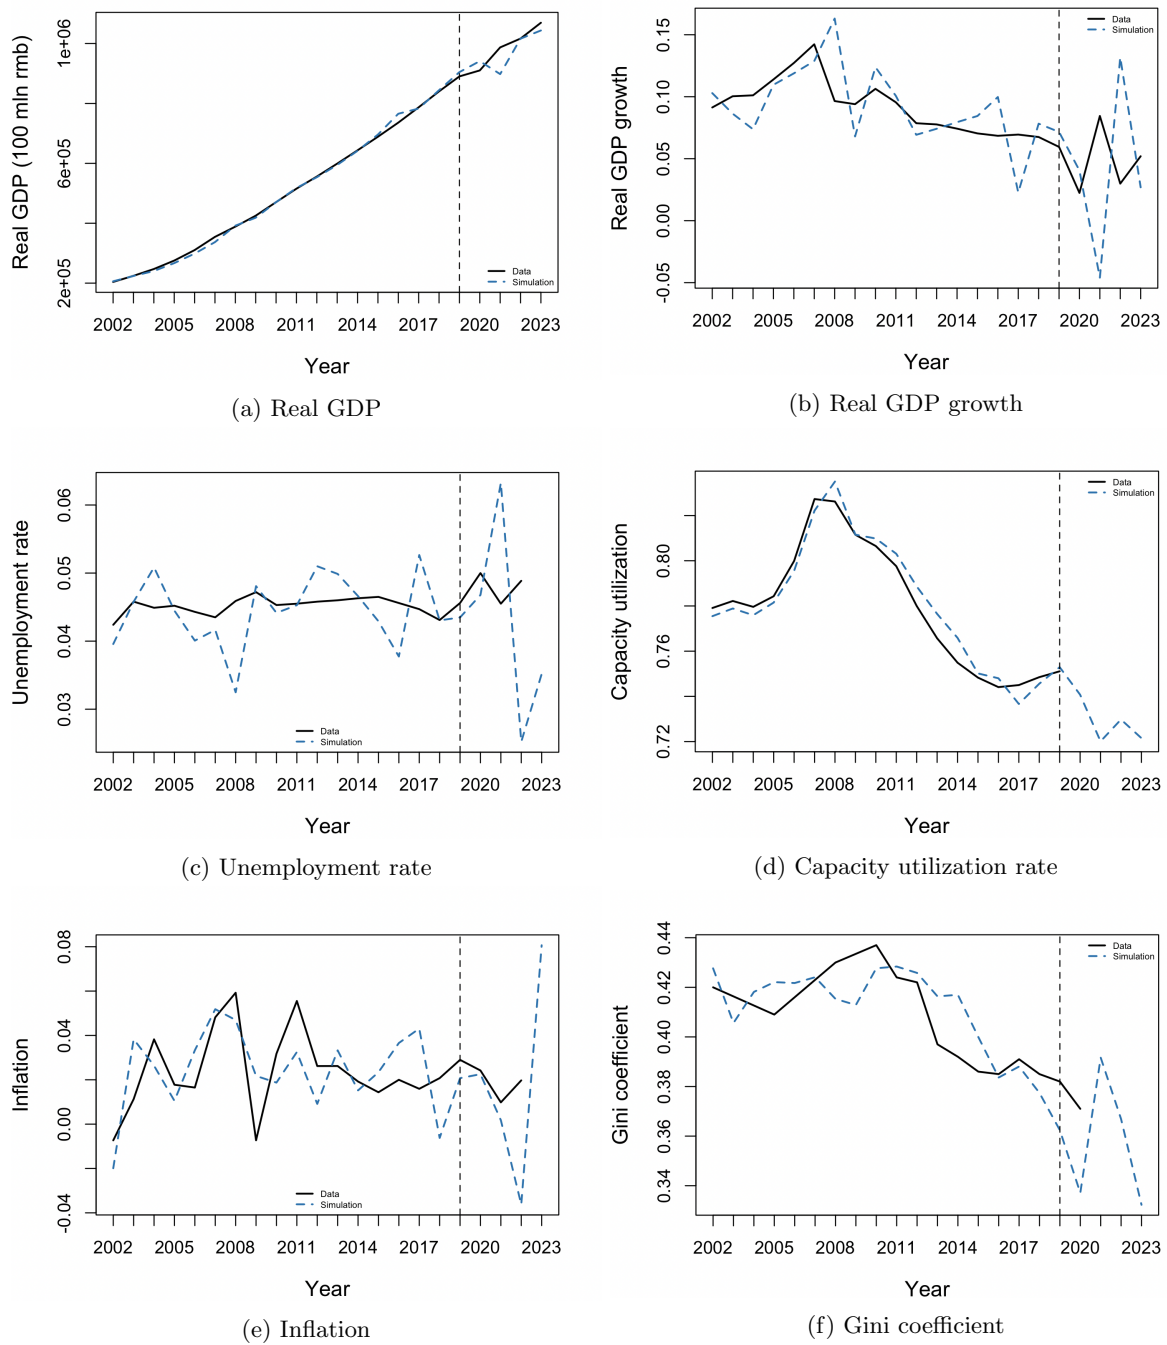 Real GDP (100 mln rmb)
1e+06
6e+05
2e+05
Data
Simulation
2002 2005 2008 2011 2014 2017 2020 2023
Year
(a) Real GDP
Real GDP growth
0.15
0.10
0.05
0.00
-0.05
Data
Simulation
2002 2005 2008 2011 2014 2017 2020 2023
Year
(b) Real GDP growth
Unemployment rate
0.06
0.05
0.04
0.03
Data
Simulation
2002 2005 2008 2011 2014 2017 2020 2023
Year
(c) Unemployment rate
Capacity utilization
0.80
0.76
0.72
Data
Simulation
2002 2005 2008 2011 2014 2017 2020 2023
Year
(d) Capacity utilization rate
Inflation
0.08
0.04
0.00
-0.04
Data
Simulation
2002 2005 2008 2011 2014 2017 2020 2023
Year
(e) Inflation
Gini coefficient
0.44
0.42
0.40
0.38
0.36
0.34
Data
Simulation
2002 2005 2008 2011 2014 2017 2020 2023
Year
(f) Gini coefficient